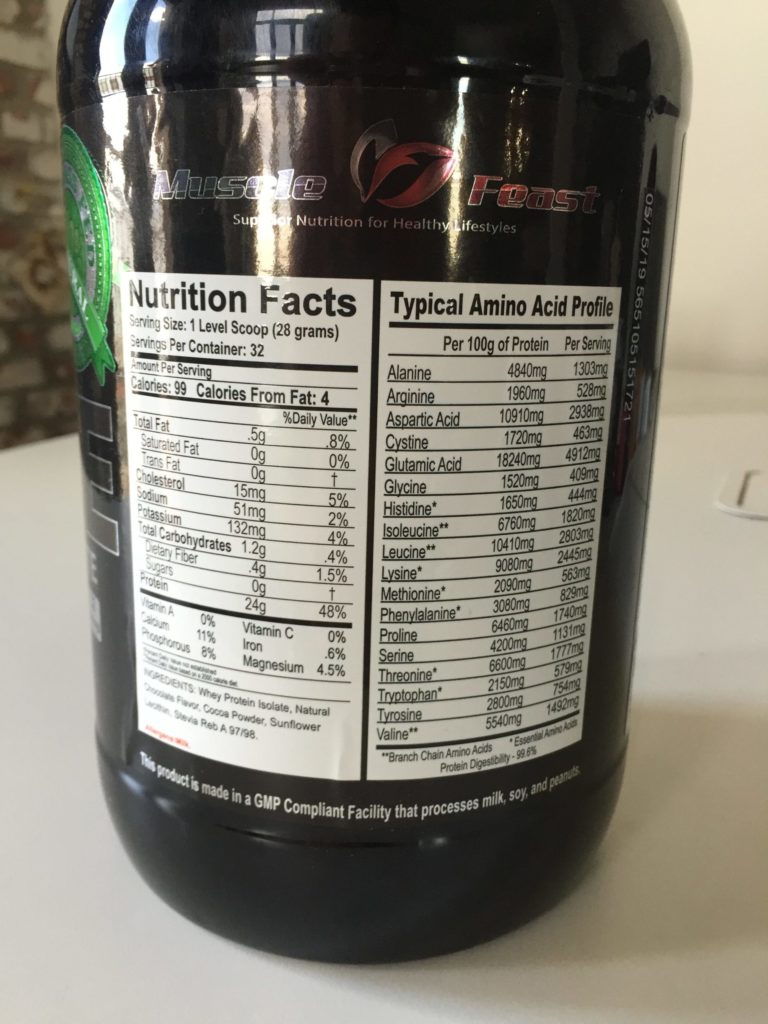 Muscle Feast
Superior Nutrition for Healthy Lifestyles
05/15/19 565105151721
Nutrition Facts
Serving Size: 1 Level Scoop (28 grams)
Servings Per Container: 32
Amount Per Serving
Calories: 99 Calories From Fat: 4
%Daily Value**
Total Fat .5g .8%
Saturated Fat 0g 0%
Trans Fat 0g †
Cholesterol 15mg 5%
Sodium 51mg 2%
Potassium 132mg 4%
Total Carbohydrates 1.2g .4%
Dietary Fiber .4g 1.5%
Sugars 0g †
Protein 24g 48%
Vitamin A 0% Vitamin C 0%
Calcium 11% Iron .6%
Phosphorous 8% Magnesium 4.5%
INGREDIENTS: Whey Protein Isolate, Natural
Chocolate Flavor, Cocoa Powder, Sunflower
Lecithin, Stevia Reb A 97/98.
Allergens: Milk
Typical Amino Acid Profile
Per 100g of Protein Per Serving
Alanine 4840mg 1303mg
Arginine 1960mg 528mg
Aspartic Acid 10910mg 2938mg
Cystine 1720mg 463mg
Glutamic Acid 18240mg 4912mg
Glycine 1520mg 409mg
Histidine* 1650mg 444mg
Isoleucine** 6760mg 1820mg
Leucine** 10410mg 2803mg
Lysine* 9080mg 2445mg
Methionine* 2090mg 563mg
Phenylalanine* 3080mg 829mg
Proline 6460mg 1740mg
Serine 4200mg 1131mg
Threonine* 6600mg 1777mg
Tryptophan* 2150mg 579mg
Tyrosine 2800mg 754mg
Valine** 5540mg 1492mg
**Branch Chain Amino Acids * Essential Amino Acids
Protein Digestibility - 99.6%
This product is made in a GMP Compliant Facility that processes milk, soy, and peanuts.